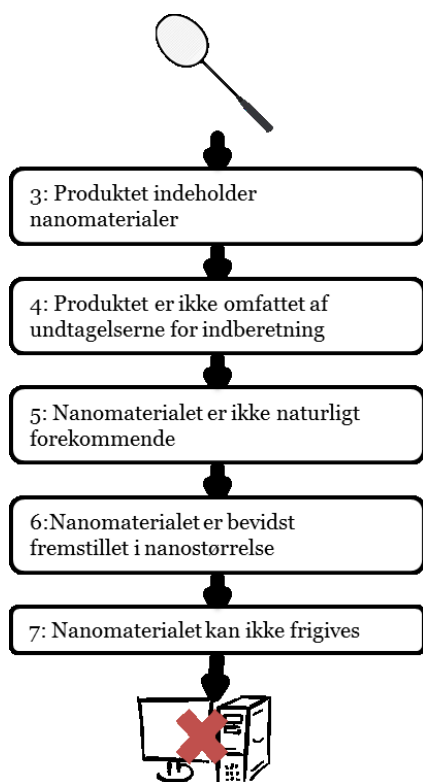 3: Produktet indeholder
nanomaterialer
4: Produktet er ikke omfattet af
undtagelserne for indberetning
5: Nanomaterialet er ikke naturligt
forekommende
6:Nanomaterialet er bevidst
fremstillet i nanostørrelse
7: Nanomaterialet kan ikke frigives